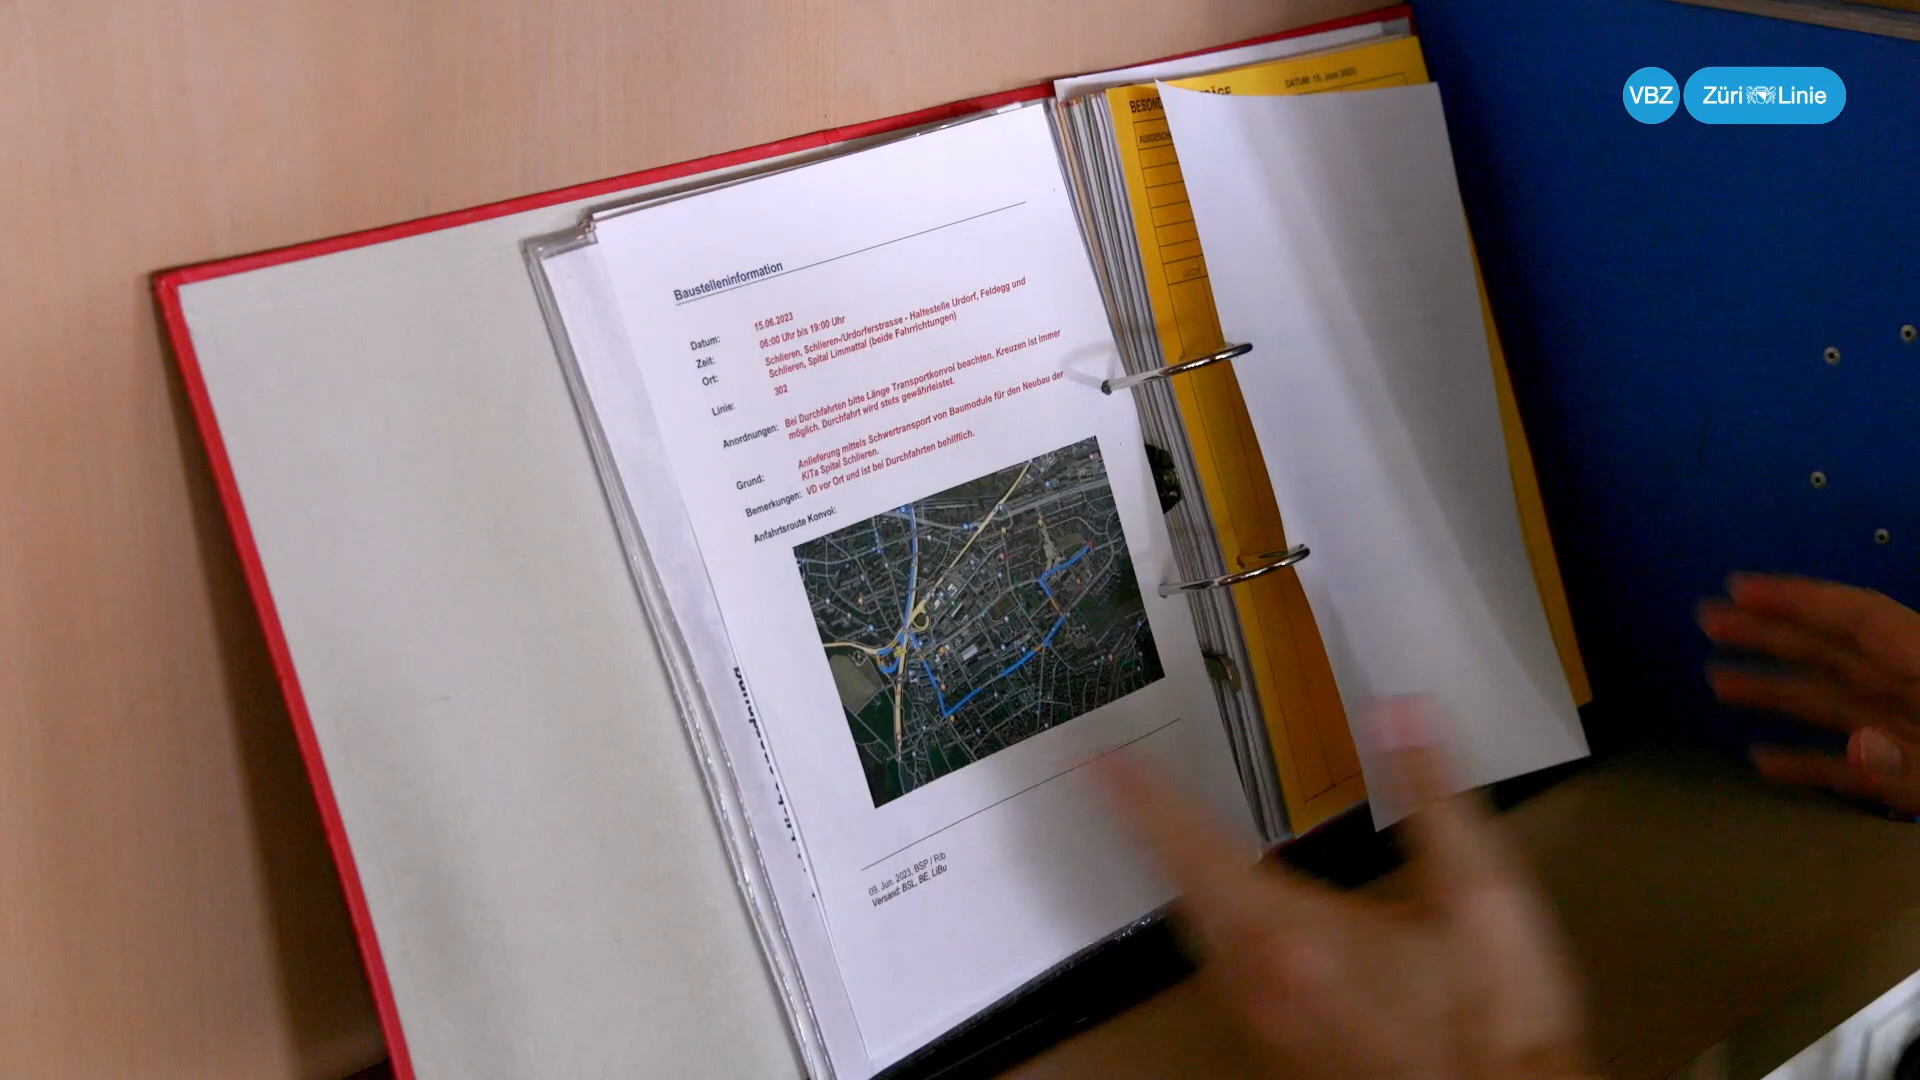 VBZ Züri Linie
Baustelleninformation
Datum: 15.06.2023
Zeit: 06:00 Uhr bis 19:00 Uhr
Ort: Schlieren, Schlieren-/Urdorferstrasse - Haltestelle Urdorf, Feldegg und
Schlieren, Spital Limmattal (beide Fahrrichtungen)
Linie: 302
Anordnungen: Bei Durchfahrten bitte Länge Transportkonvoi beachten. Kreuzen ist immer
möglich. Durchfahrt wird stets gewährleistet.
Grund: Anlieferung mittels Schwertransport von Baumodule für den Neubau der
KiTa Spital Schlieren.
Bemerkungen: VD vor Ort und ist bei Durchfahrten behilflich.
Anfahrtsroute Konvoi:
09. Jun. 2023, BSP / Rib
Versand: BSL, BE, LiBu
DATUM: 15. Juni 2023